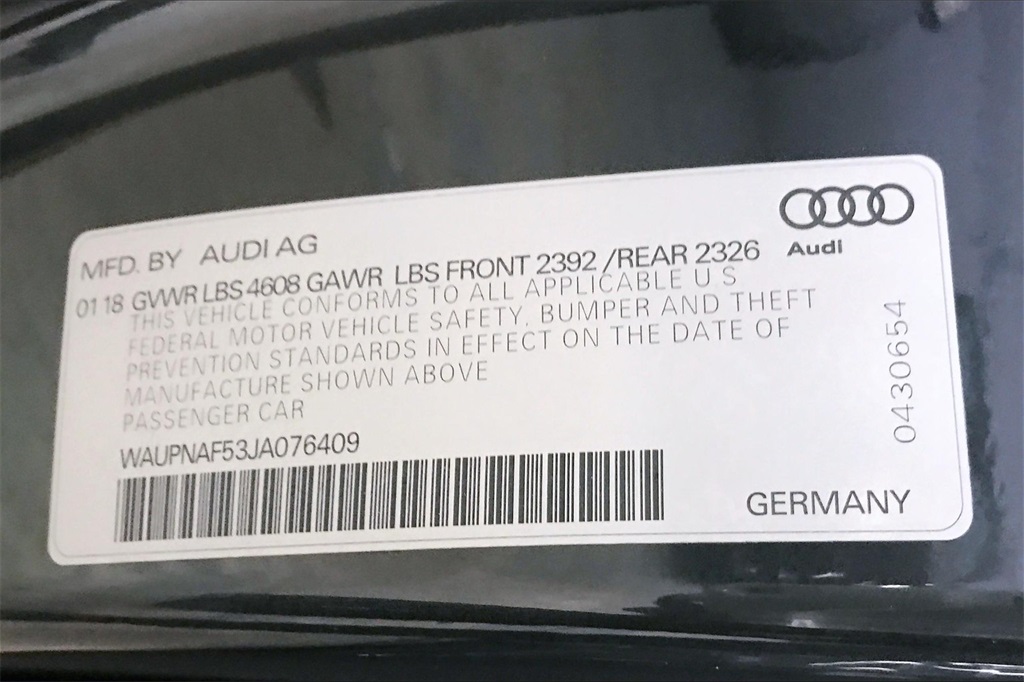 MFD. BY AUDI AG
Audi
01 18 GVWR LBS 4608 GAWR LBS FRONT 2392 /REAR 2326
THIS VEHICLE CONFORMS TO ALL APPLICABLE U S
FEDERAL MOTOR VEHICLE SAFETY, BUMPER AND THEFT
PREVENTION STANDARDS IN EFFECT ON THE DATE OF
MANUFACTURE SHOWN ABOVE
PASSENGER CAR
WAUPNAF53JA076409
0430654
GERMANY